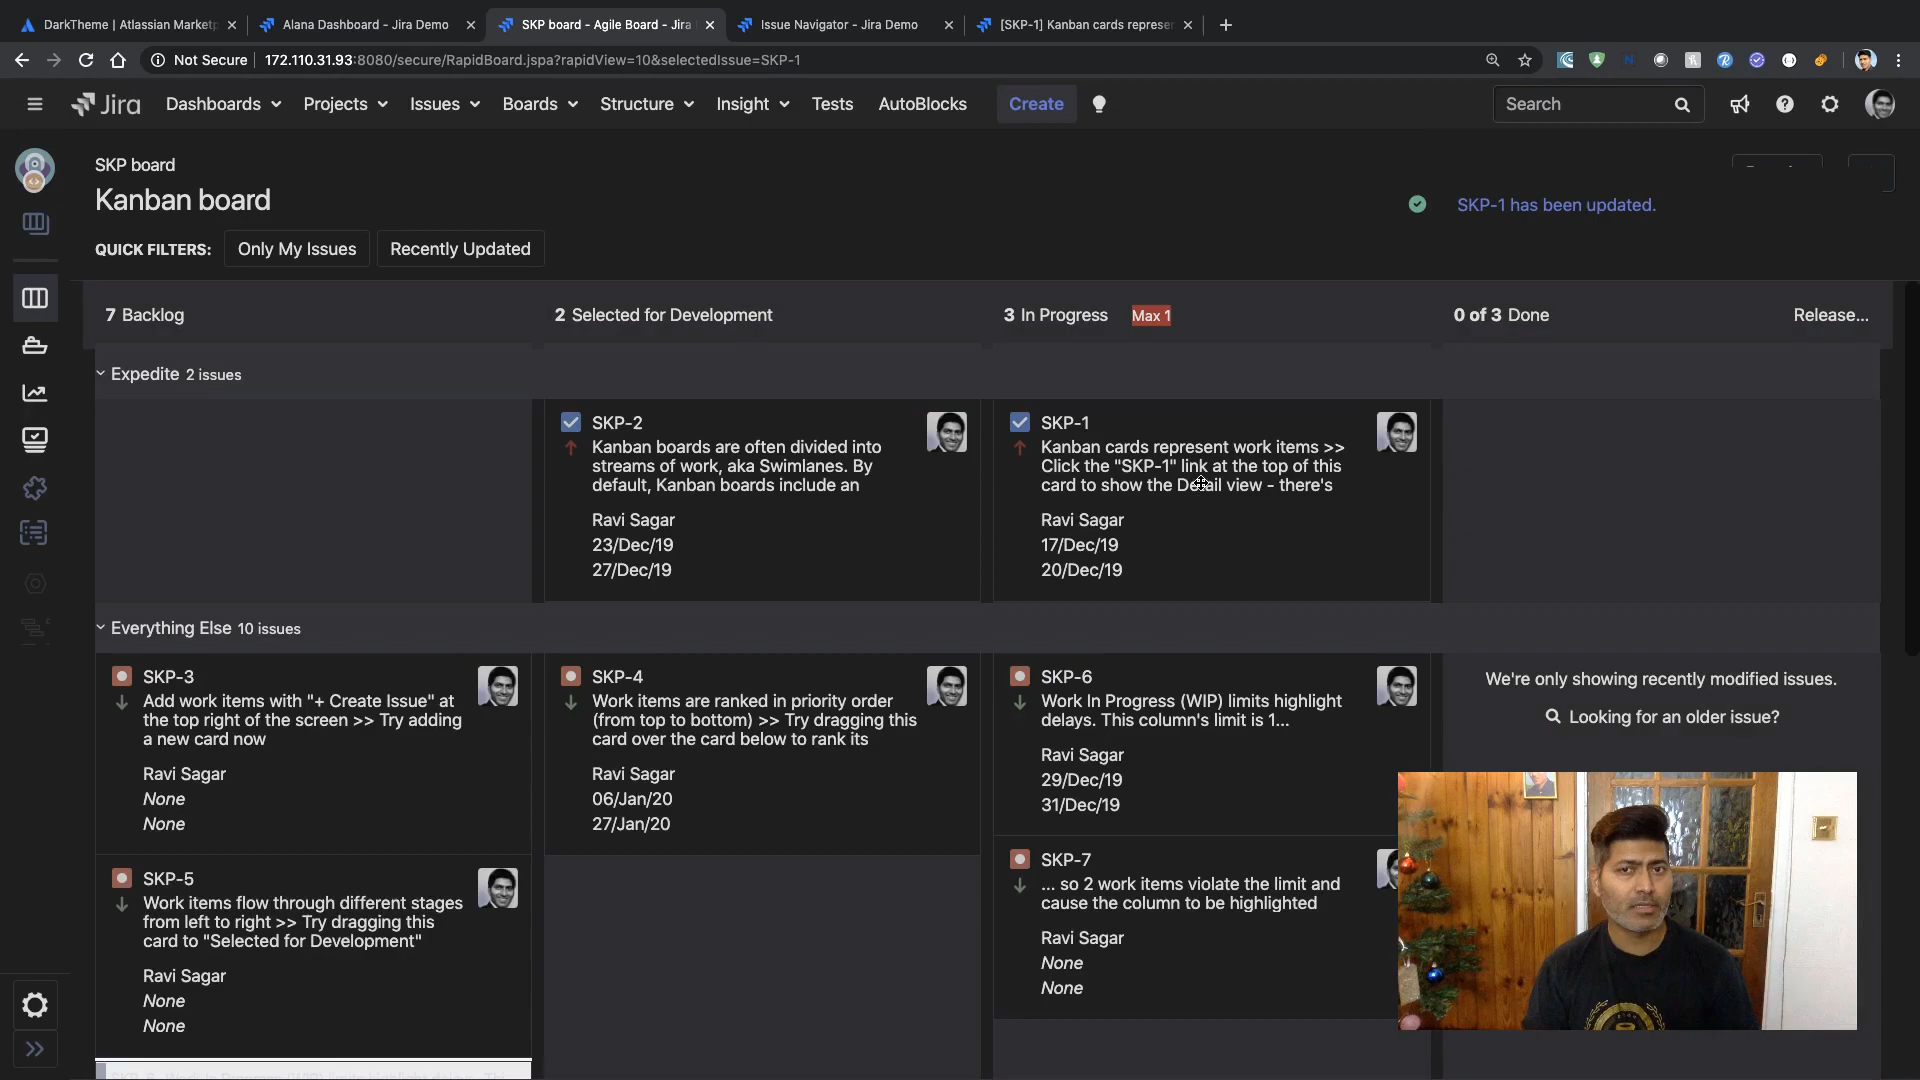 DarkTheme | Atlassian Marketp
Alana Dashboard - Jira Demo
SKP board - Agile Board - Jira
Issue Navigator - Jira Demo
[SKP-1] Kanban cards represe
Not Secure
172.110.31.93:8080/secure/RapidBoard.jspa?rapidView=10&selectedIssue=SKP-1
Jira
Dashboards
Projects
Issues
Boards
Structure
Insight
Tests
AutoBlocks
Create
Search
SKP board
Kanban board
SKP-1 has been updated.
QUICK FILTERS:
Only My Issues
Recently Updated
7 Backlog
2 Selected for Development
3 In Progress
Max 1
0 of 3 Done
Release...
Expedite 2 issues
SKP-2
Kanban boards are often divided into
streams of work, aka Swimlanes. By
default, Kanban boards include an
Ravi Sagar
23/Dec/19
27/Dec/19
SKP-1
Kanban cards represent work items >>
Click the "SKP-1" link at the top of this
card to show the Detail view - there's
Ravi Sagar
17/Dec/19
20/Dec/19
Everything Else 10 issues
SKP-3
Add work items with "+ Create Issue" at
the top right of the screen >> Try adding
a new card now
Ravi Sagar
None
None
SKP-5
Work items flow through different stages
from left to right >> Try dragging this
card to "Selected for Development"
Ravi Sagar
None
None
SKP-4
Work items are ranked in priority order
(from top to bottom) >> Try dragging this
card over the card below to rank its
Ravi Sagar
06/Jan/20
27/Jan/20
SKP-6
Work In Progress (WIP) limits highlight
delays. This column's limit is 1...
Ravi Sagar
29/Dec/19
31/Dec/19
SKP-7
... so 2 work items violate the limit and
cause the column to be highlighted
Ravi Sagar
None
None
We're only showing recently modified issues.
Looking for an older issue?